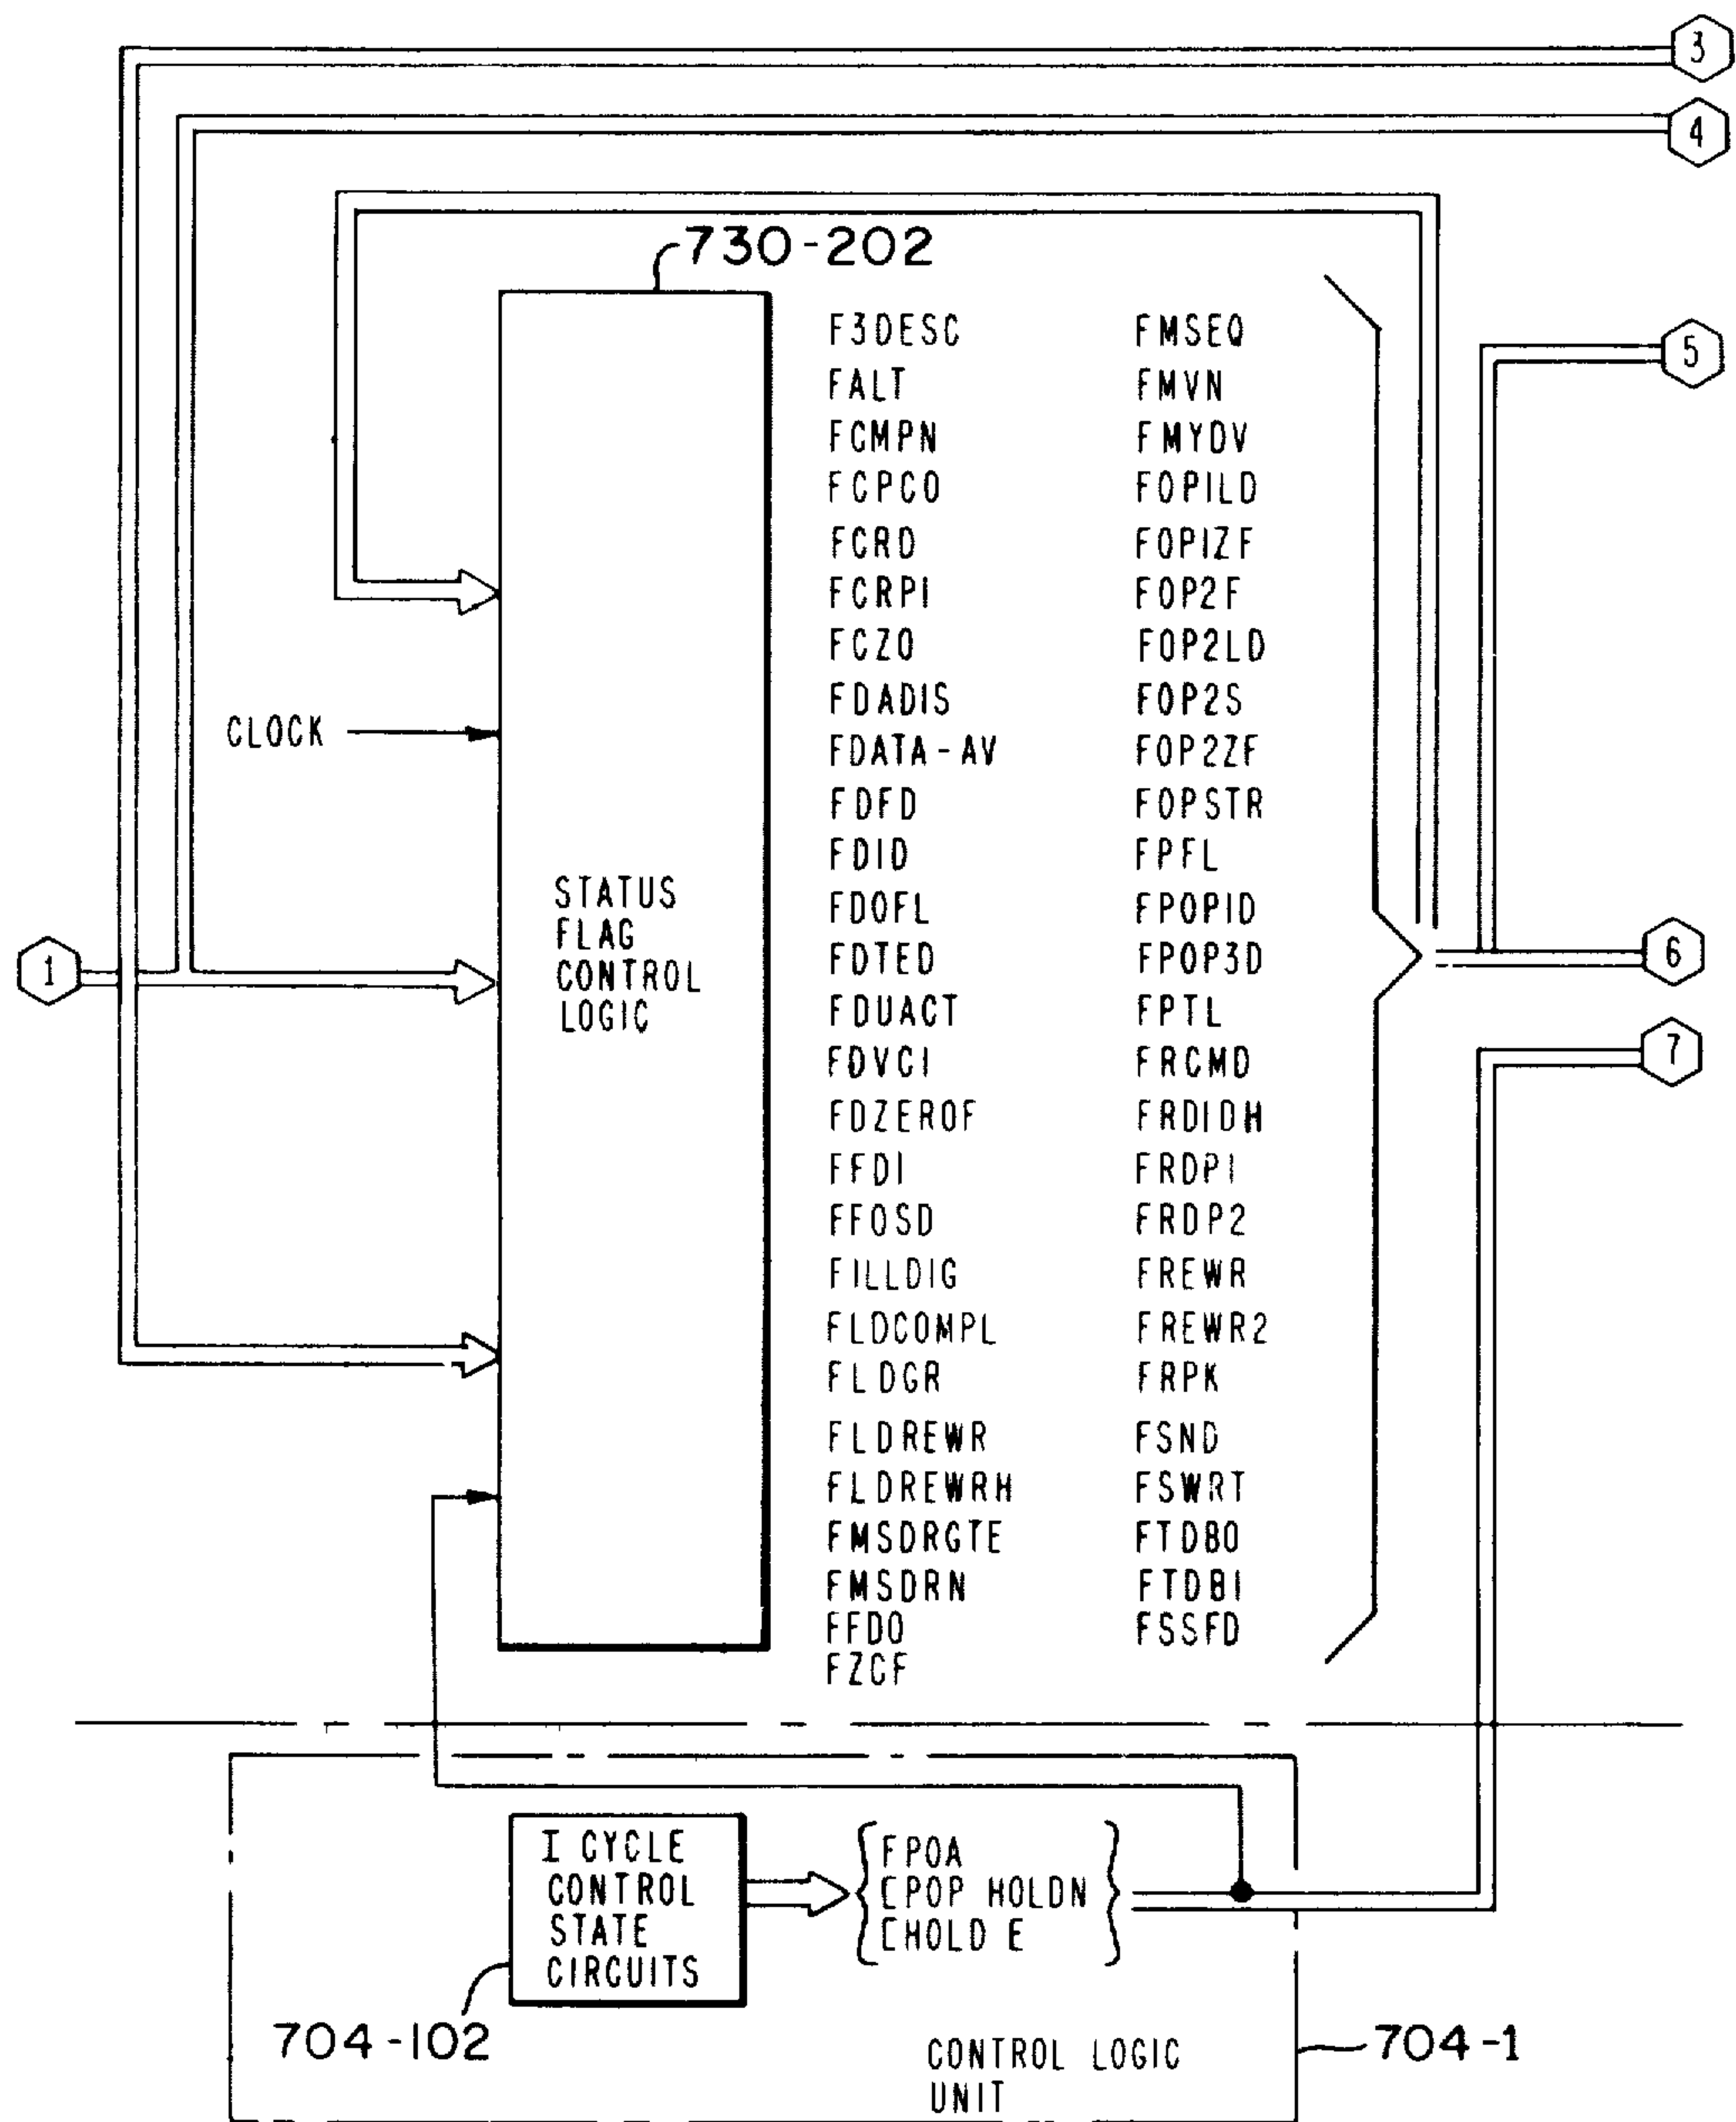 3
4
730-202
F3DESC FMSEQ
FALT FMVN
5
FCMPN FMYDV
FCPCO FOPILD
FCRD FOPIZF
FCRPI FOP2F
FCZO FOP2LD
FDADIS FOP2S
CLOCK
FDATA-AV FOP2ZF
FDFD FOPSTR
FDID FPFL
FDOFL FPOPID
FDTED FPOP3D
FDUACT FPTL
1
STATUS
FLAG
CONTROL
LOGIC
6
7
FDVCI FRCMD
FDZEROF FRDIDH
FFDI FRDPI
FFOSD FRDP2
FILLDIG FREWR
FLDCOMPL FREWR2
FLDGR FRPK
FLDREWR FSND
FLDREWRH FSWRT
FMSDRGTE FTDBO
FMSDRN FTDBI
FFDO FSSFD
FZCF
I CYCLE
CONTROL
STATE
CIRCUITS
FPOA
[POP HOLDN
[HOLD E
704-102
704-1
CONTROL LOGIC
UNIT